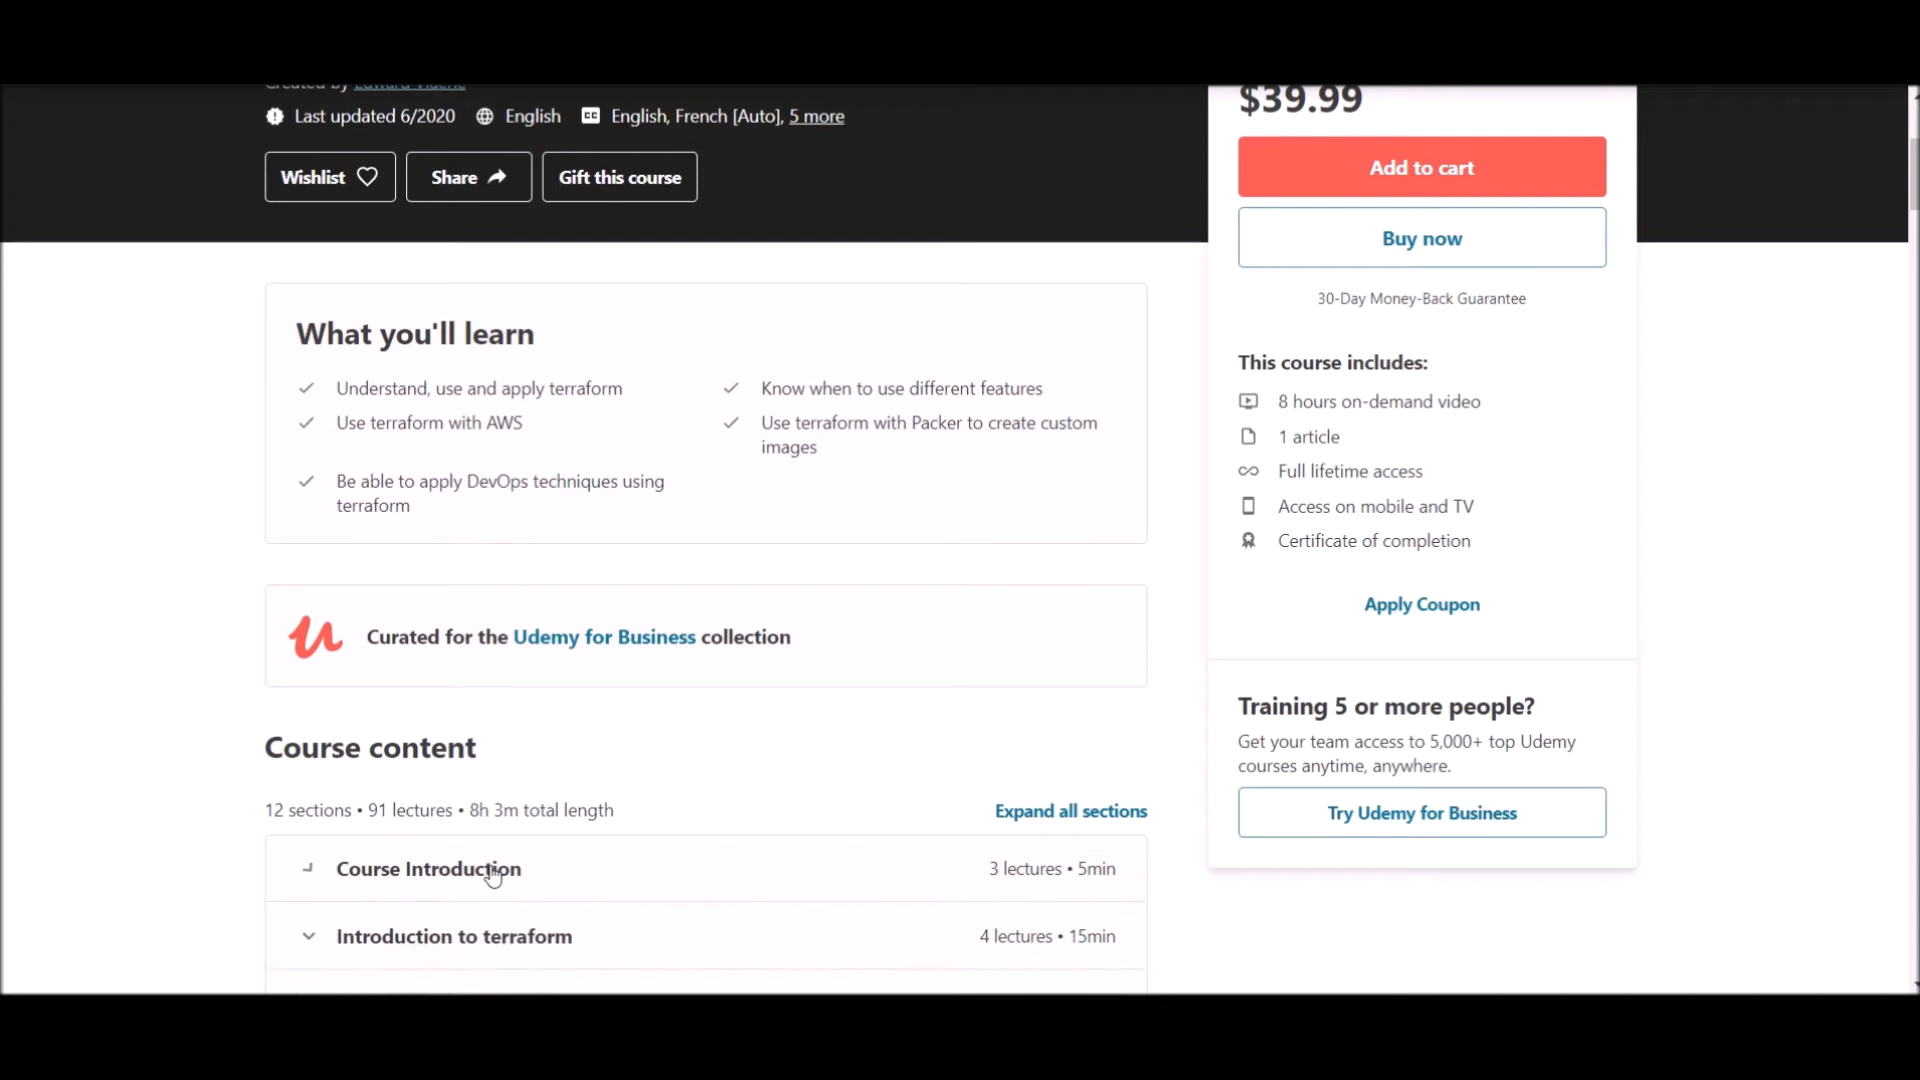 Created by
Last updated 6/2020 English English, French [Auto], 5 more
Wishlist Share Gift this course
$39.99
Add to cart
Buy now
30-Day Money-Back Guarantee
This course includes:
8 hours on-demand video
1 article
Full lifetime access
Access on mobile and TV
Certificate of completion
Apply Coupon
Training 5 or more people?
Get your team access to 5,000+ top Udemy
courses anytime, anywhere.
Try Udemy for Business
What you'll learn
Understand, use and apply terraform
Know when to use different features
Use terraform with AWS
Use terraform with Packer to create custom
images
Be able to apply DevOps techniques using
terraform
Curated for the Udemy for Business collection
Course content
12 sections • 91 lectures • 8h 3m total length Expand all sections
Course Introduction 3 lectures • 5min
Introduction to terraform 4 lectures • 15min